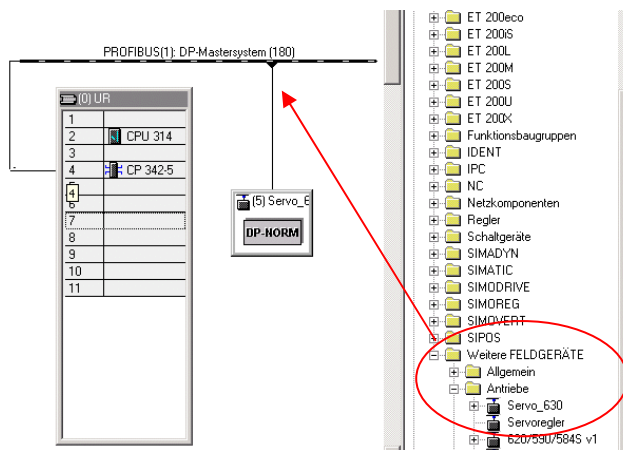 PROFIBUS(1): DP-Mastersystem (180)
(0) UR
1
2 CPU 314
3
4 CP 342-5
4
6
7
8
9
10
11
(5) Servo_6
DP-NORM
ET 200eco
ET 200iS
ET 200L
ET 200M
ET 200S
ET 200U
ET 200X
Funktionsbaugruppen
IDENT
IPC
NC
Netzkomponenten
Regler
Schaltgeräte
SIMADYN
SIMATIC
SIMODRIVE
SIMOREG
SIMOVERT
SIPOS
Weitere FELDGERÄTE
Allgemein
Antriebe
Servo_630
Servoregler
620/590/584S v1